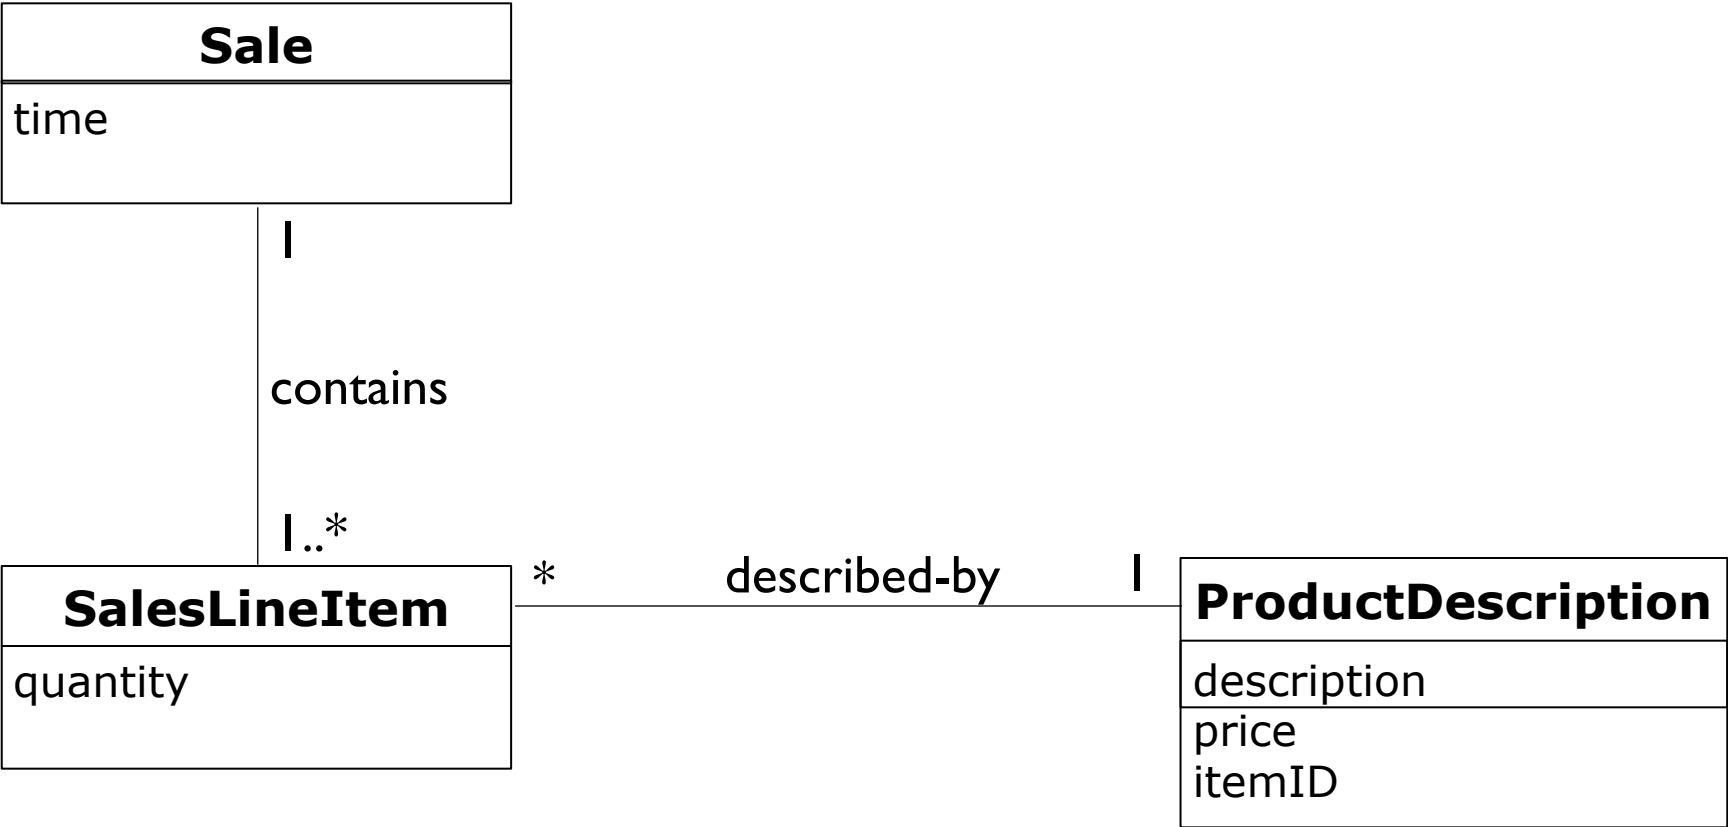 Sale
time
1
contains
1..*
* described-by 1
SalesLineItem
quantity
ProductDescription
description
price
itemID